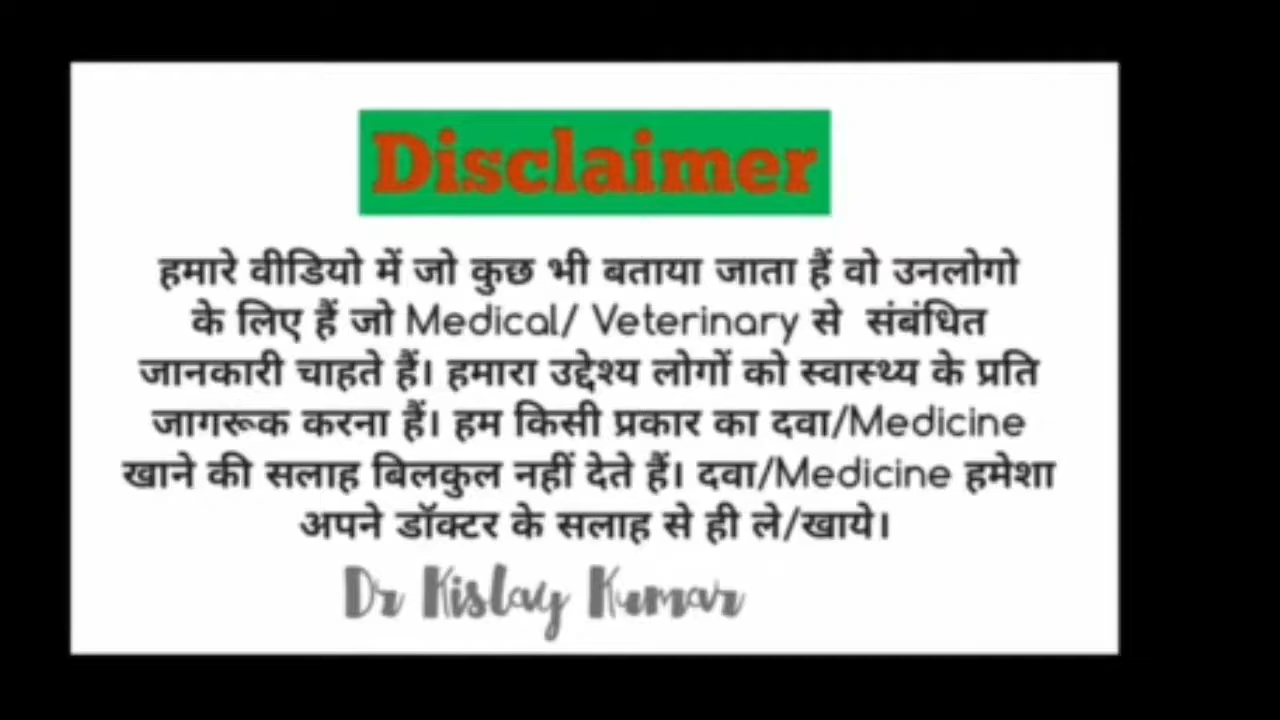 Disclaimer
हमारे वीडियो में जो कुछ भी बताया जाता हैं वो उनलोगो
के लिए हैं जो Medical/ Veterinary से संबंधित
जानकारी चाहते हैं। हमारा उद्देश्य लोगों को स्वास्थ्य के प्रति
जागरूक करना हैं। हम किसी प्रकार का दवा/Medicine
खाने की सलाह बिलकुल नहीं देते हैं। दवा/Medicine हमेशा
अपने डॉक्टर के सलाह से ही ले/खाये।
Dr Kislay Kumar